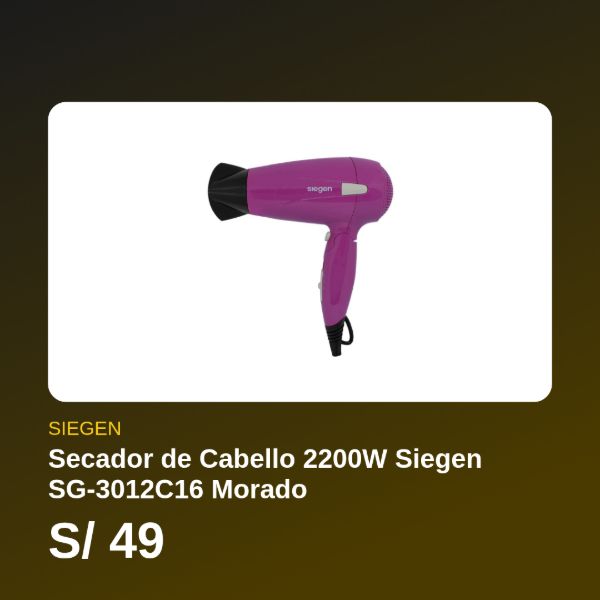 siegen
SIEGEN
Secador de Cabello 2200W Siegen
SG-3012C16 Morado
S/ 49